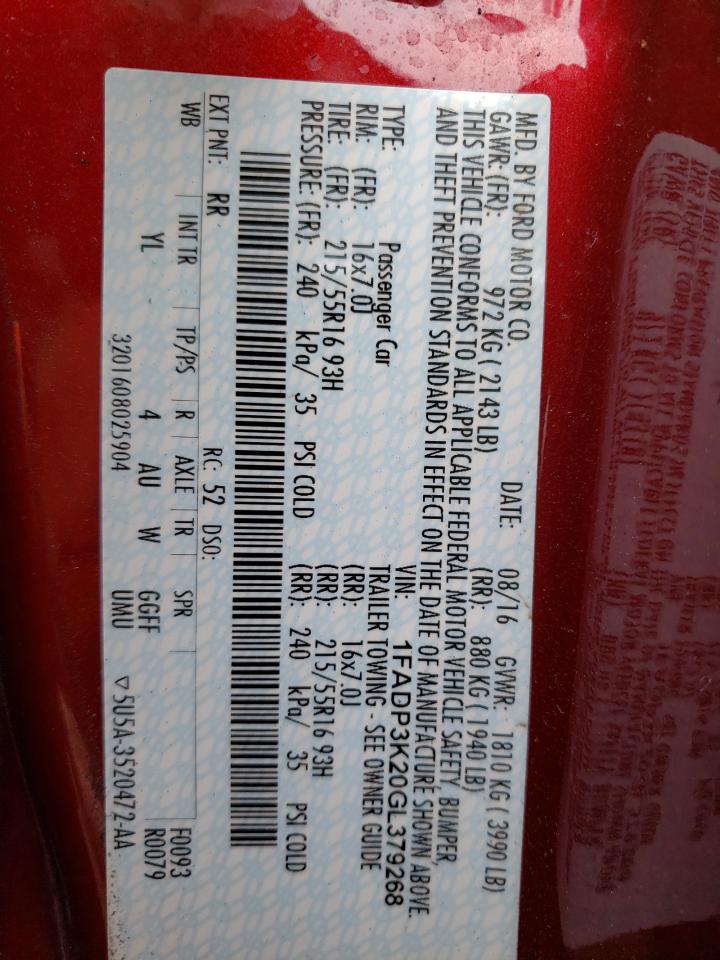 MFD. BY FORD MOTOR CO.
DATE: 08/16 GVWR: 1810 KG ( 3990 LB)
GAWR: (FR): 972 KG ( 2143 LB) (RR): 880 KG ( 1940 LB)
THIS VEHICLE CONFORMS TO ALL APPLICABLE FEDERAL MOTOR VEHICLE SAFETY, BUMPER,
AND THEFT PREVENTION STANDARDS IN EFFECT ON THE DATE OF MANUFACTURE SHOWN ABOVE.
VIN: 1FADP3K20GL379268
TYPE: Passenger Car TRAILER TOWING - SEE OWNER GUIDE
RIM: (FR): 16x7.0J (RR): 16x7.0J
TIRE: (FR): 215/55R16 93H (RR): 215/55R16 93H
PRESSURE: (FR): 240 kPa/ 35 PSI COLD (RR): 240 kPa/ 35 PSI COLD
EXT PNT: RR RC: 52 DSO: F0093
WB INT TR TP/PS R AXLE TR SPR R0079
YL 4 AU W GGFF
3201608025904 UMU ▽5U5A-3520472-AA